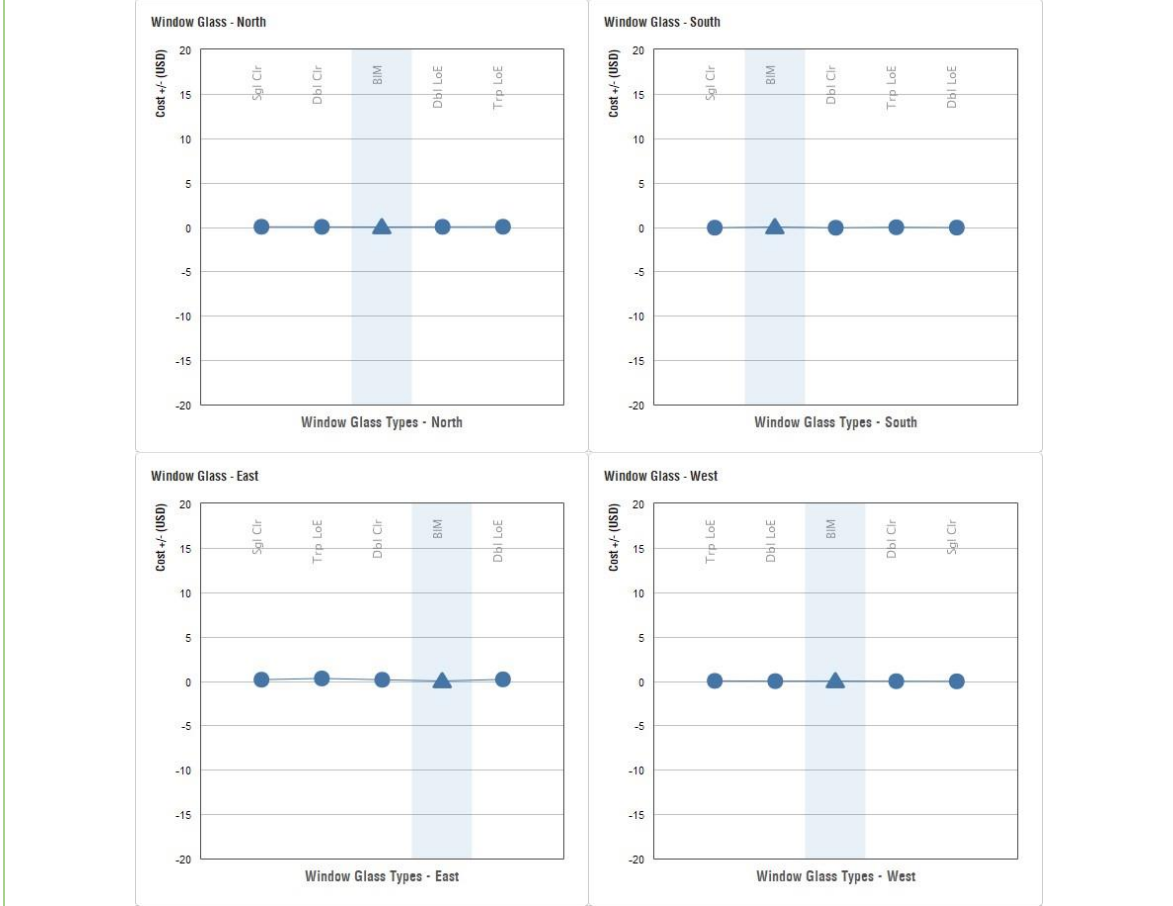 Window Glass - North
Cost +/- (USD)
20
15
10
5
0
-5
-10
-15
-20
Sgl Clr
Dbl Clr
BIM
Dbl LoE
Trp LoE
Window Glass Types - North
Window Glass - South
Cost +/- (USD)
20
15
10
5
0
-5
-10
-15
-20
Sgl Clr
BIM
Dbl Clr
Trp LoE
Dbl LoE
Window Glass Types - South
Window Glass - East
Cost +/- (USD)
20
15
10
5
0
-5
-10
-15
-20
Sgl Clr
Trp LoE
Dbl Clr
BIM
Dbl LoE
Window Glass Types - East
Window Glass - West
Cost +/- (USD)
20
15
10
5
0
-5
-10
-15
-20
Trp LoE
Dbl LoE
BIM
Dbl Clr
Sgl Clr
Window Glass Types - West